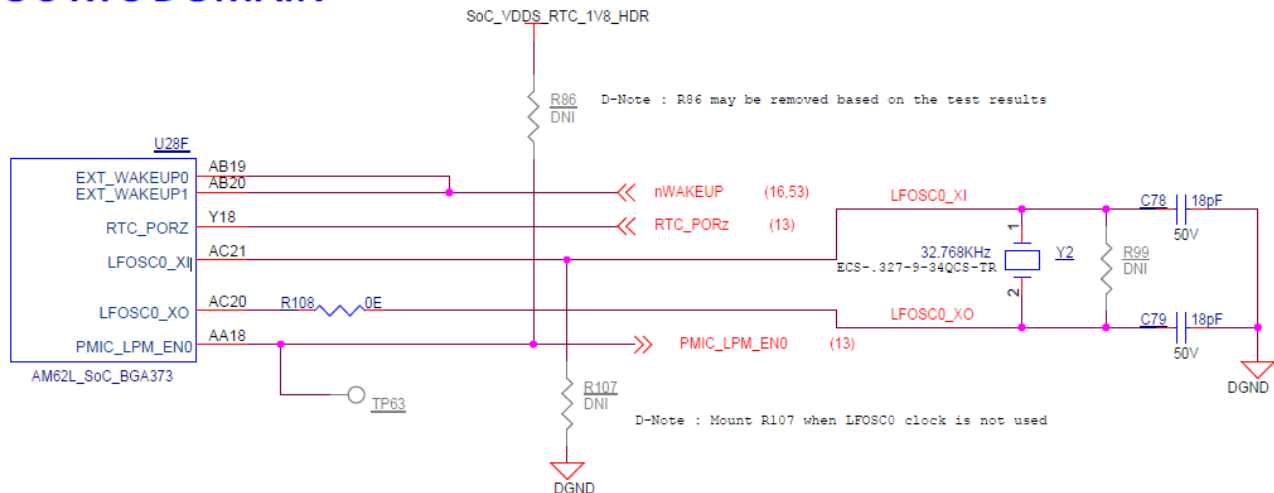 SoC_VDDS_RTC_1V8_HDR
R86
DNI
D-Note : R86 may be removed based on the test results
U28F
EXT_WAKEUP0
AB19
EXT_WAKEUP1
AB20
nWAKEUP (16,53)
RTC_PORZ
Y18
RTC_PORz (13)
LFOSC0_XI
AC21
LFOSC0_XI
C78
18pF
50V
1
32.768KHz
Y2
ECS-.327-9-34QCS-TR
R99
DNI
2
LFOSC0_XO
AC20
R108
0E
LFOSC0_XO
C79
18pF
50V
PMIC_LPM_EN0
AA18
PMIC_LPM_EN0 (13)
AM62L_SoC_BGA373
TP63
R107
DNI
D-Note : Mount R107 when LFOSC0 clock is not used
DGND
DGND